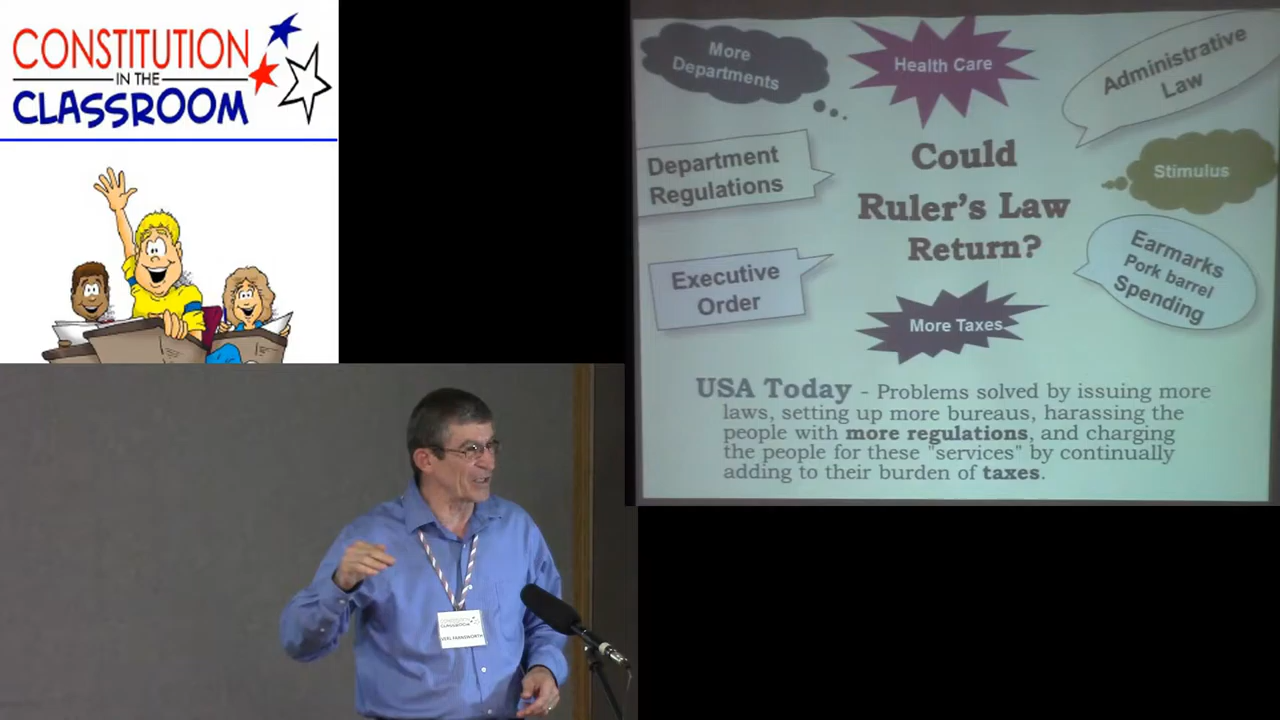 CONSTITUTION
IN THE
CLASSROOM
More
Departments
Health Care
Administrative
Law
Department
Regulations
Could
Ruler's Law
Return?
Stimulus
Executive
Order
Earmarks
Pork barrel
Spending
More Taxes
USA Today - Problems solved by issuing more
laws, setting up more bureaus, harassing the
people with more regulations, and charging
the people for these "services" by continually
adding to their burden of taxes.
CONSTITUTION
CLASSROOM
FARNSWORTH